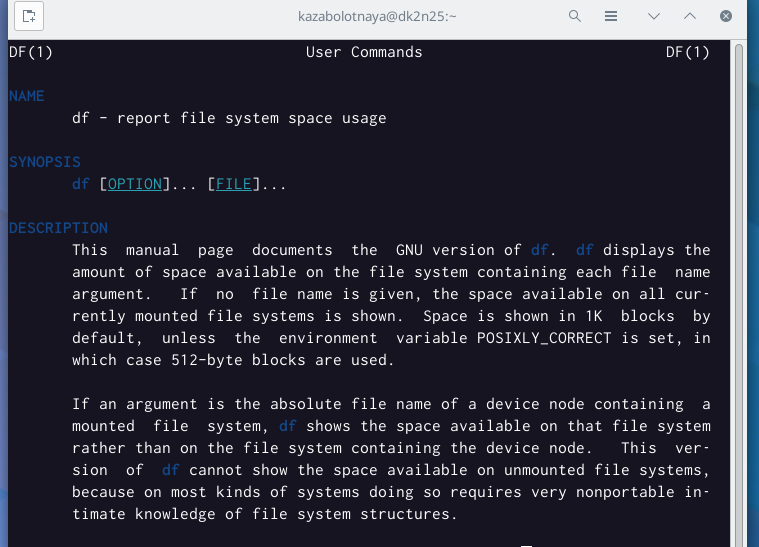 kazabolotnaya@dk2n25:~
DF(1) User Commands DF(1)
NAME
df - report file system space usage
SYNOPSIS
df [OPTION]... [FILE]...
DESCRIPTION
This manual page documents the GNU version of df. df displays the
amount of space available on the file system containing each file name
argument. If no file name is given, the space available on all cur-
rently mounted file systems is shown. Space is shown in 1K blocks by
default, unless the environment variable POSIXLY_CORRECT is set, in
which case 512-byte blocks are used.
If an argument is the absolute file name of a device node containing a
mounted file system, df shows the space available on that file system
rather than on the file system containing the device node. This ver-
sion of df cannot show the space available on unmounted file systems,
because on most kinds of systems doing so requires very nonportable in-
timate knowledge of file system structures.